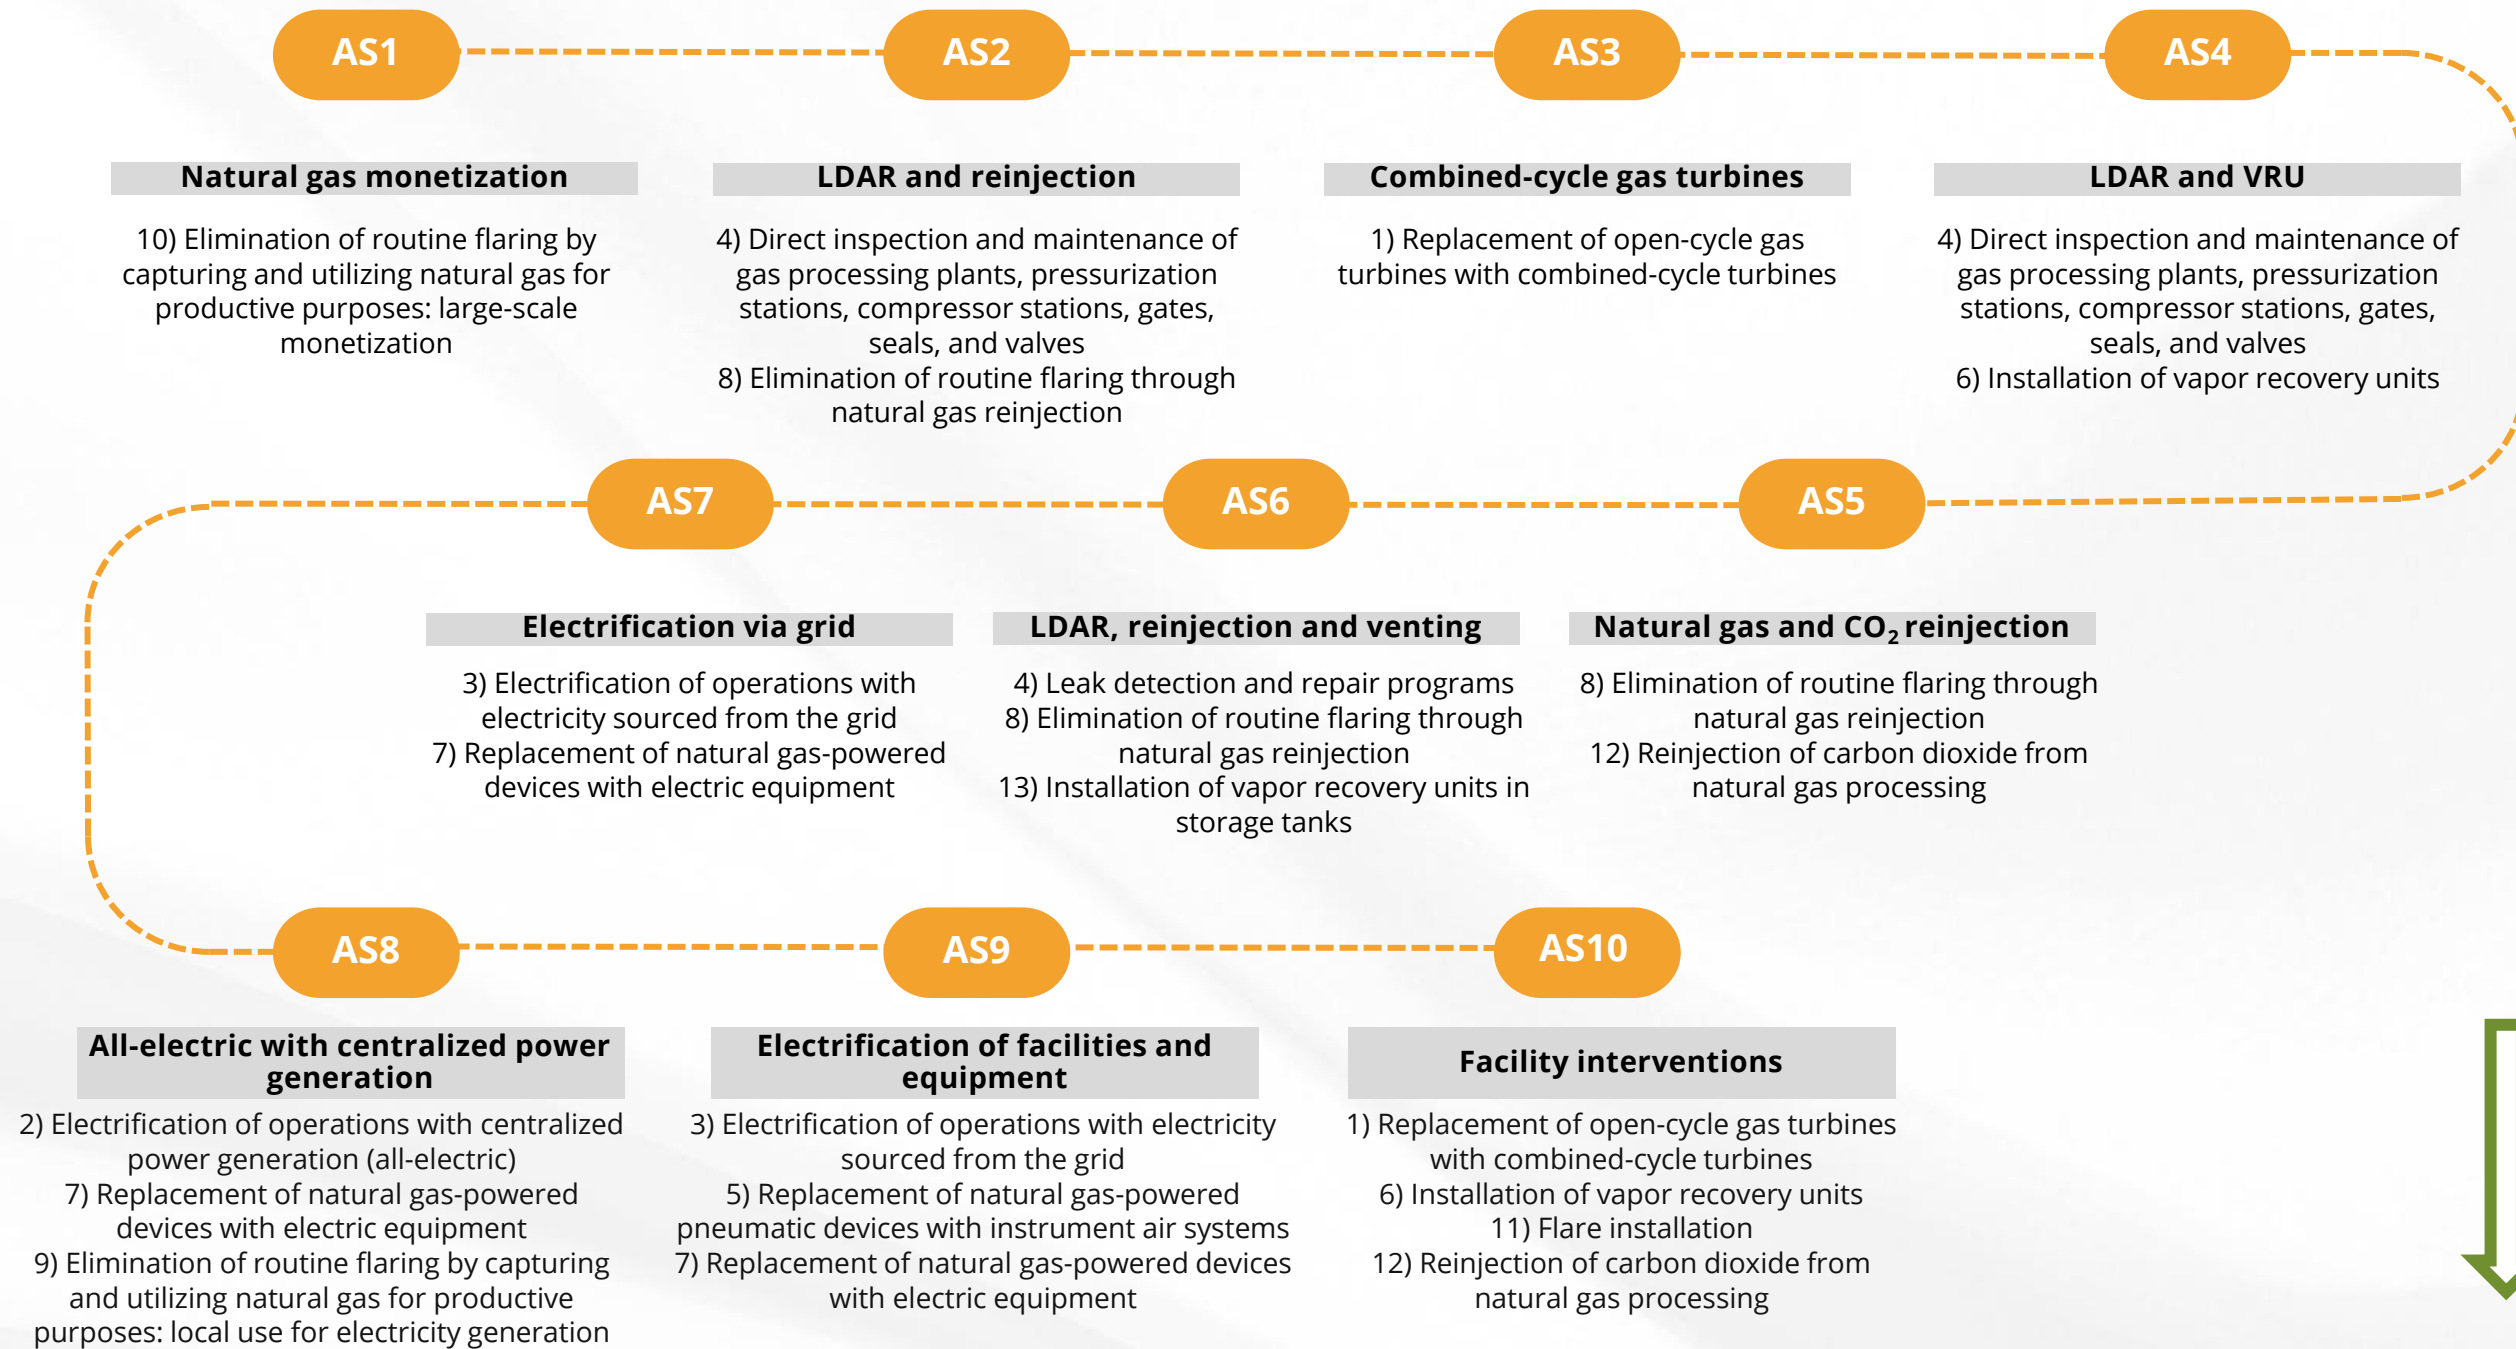 AS1
AS2
AS3
AS4
Natural gas monetization
10) Elimination of routine flaring by
capturing and utilizing natural gas for
productive purposes: large-scale
monetization
LDAR and reinjection
4) Direct inspection and maintenance of
gas processing plants, pressurization
stations, compressor stations, gates,
seals, and valves
8) Elimination of routine flaring through
natural gas reinjection
Combined-cycle gas turbines
1) Replacement of open-cycle gas
turbines with combined-cycle turbines
LDAR and VRU
4) Direct inspection and maintenance of
gas processing plants, pressurization
stations, compressor stations, gates,
seals, and valves
6) Installation of vapor recovery units
AS7
AS6
AS5
Electrification via grid
3) Electrification of operations with
electricity sourced from the grid
7) Replacement of natural gas-powered
devices with electric equipment
LDAR, reinjection and venting
4) Leak detection and repair programs
8) Elimination of routine flaring through
natural gas reinjection
13) Installation of vapor recovery units in
storage tanks
Natural gas and CO₂ reinjection
8) Elimination of routine flaring through
natural gas reinjection
12) Reinjection of carbon dioxide from
natural gas processing
AS8
AS9
AS10
All-electric with centralized power
generation
2) Electrification of operations with centralized
power generation (all-electric)
7) Replacement of natural gas-powered
devices with electric equipment
9) Elimination of routine flaring by capturing
and utilizing natural gas for productive
purposes: local use for electricity generation
Electrification of facilities and
equipment
3) Electrification of operations with electricity
sourced from the grid
5) Replacement of natural gas-powered
pneumatic devices with instrument air systems
7) Replacement of natural gas-powered devices
with electric equipment
Facility interventions
1) Replacement of open-cycle gas turbines
with combined-cycle turbines
6) Installation of vapor recovery units
11) Flare installation
12) Reinjection of carbon dioxide from
natural gas processing